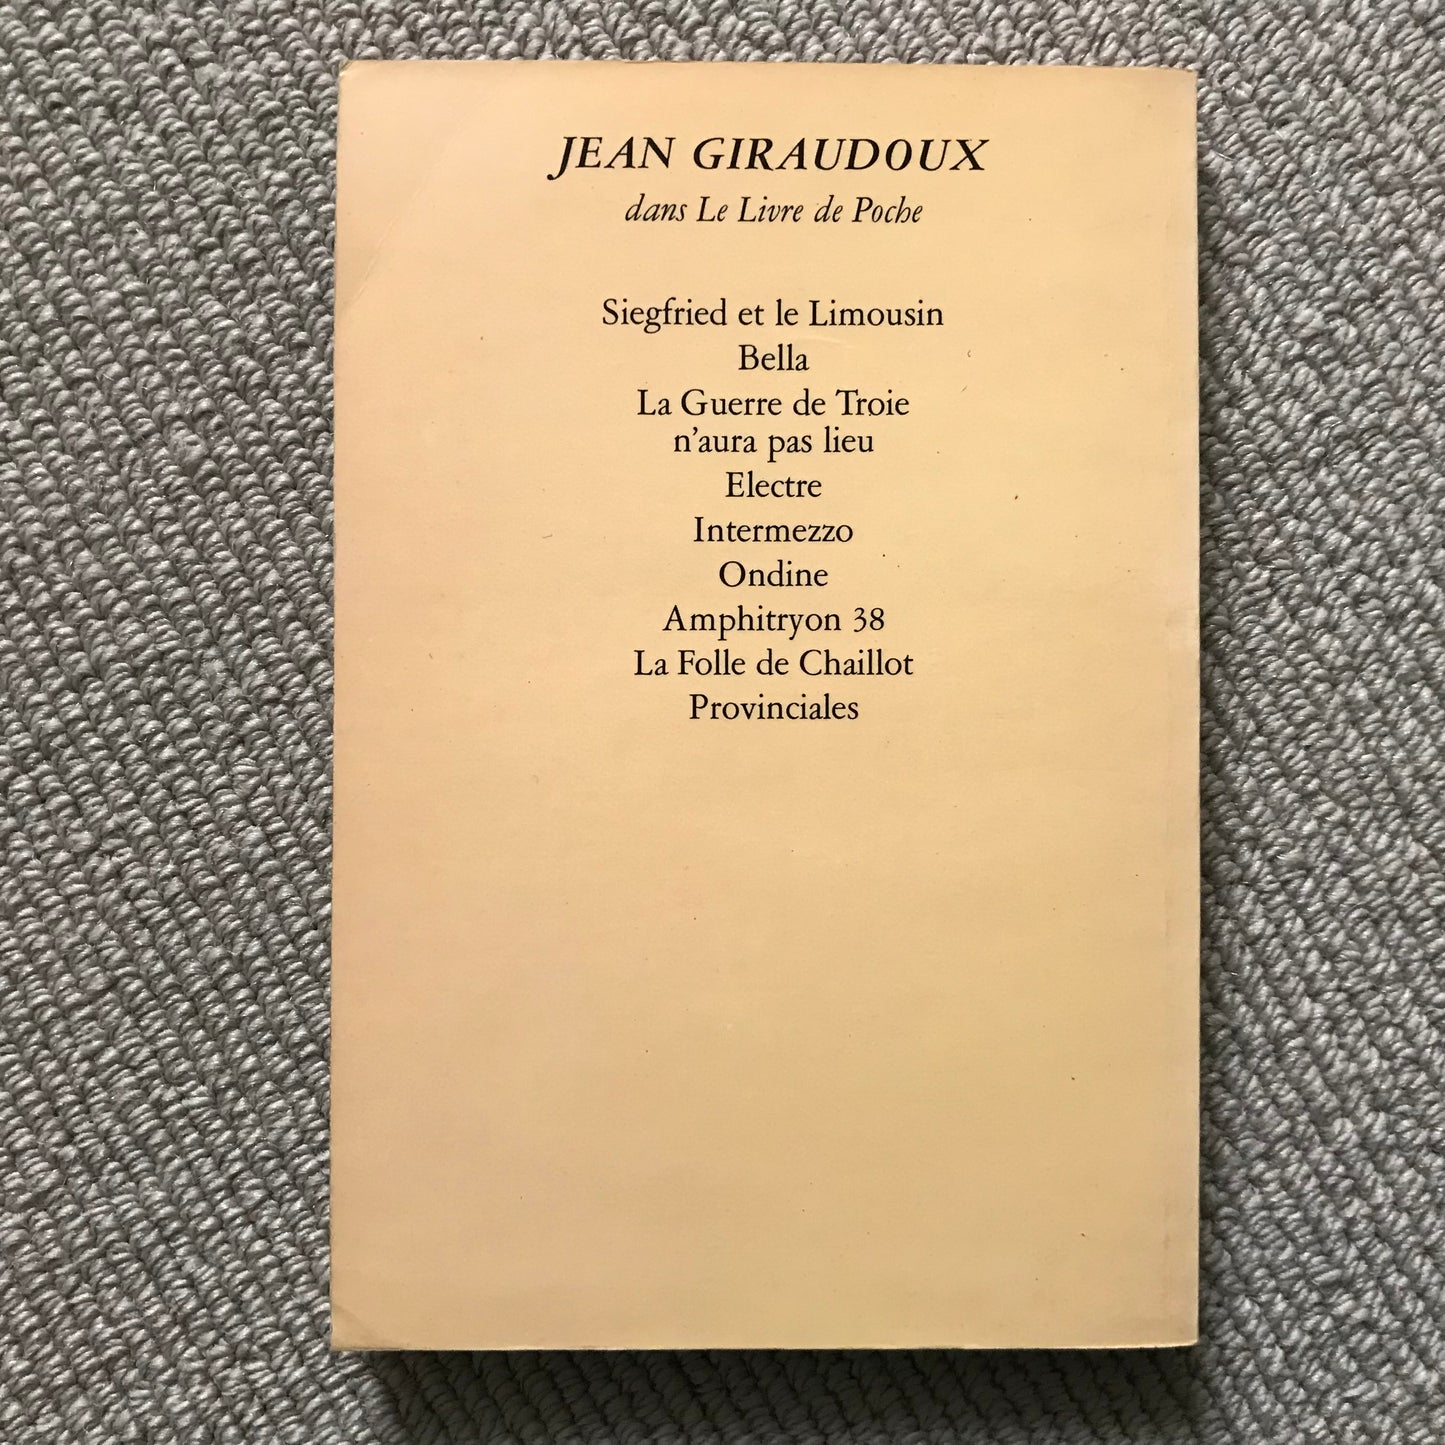 JEAN GIRAUDOUX
dans Le Livre de Poche
Siegfried et le Limousin
Bella
La Guerre de Troie
n'aura pas lieu
Electre
Intermezzo
Ondine
Amphitryon 38
La Folle de Chaillot
Provinciales